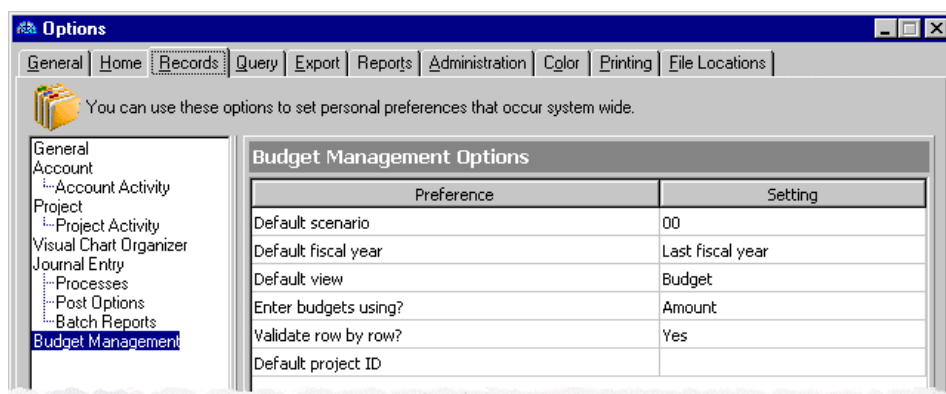 Options
General Home Records Query Export Reports Administration Color Printing File Locations
You can use these options to set personal preferences that occur system wide.
General
Account
Account Activity
Project
Project Activity
Visual Chart Organizer
Journal Entry
Processes
Post Options
Batch Reports
Budget Management
Budget Management Options
Preference Setting
Default scenario 00
Default fiscal year Last fiscal year
Default view Budget
Enter budgets using? Amount
Validate row by row? Yes
Default project ID